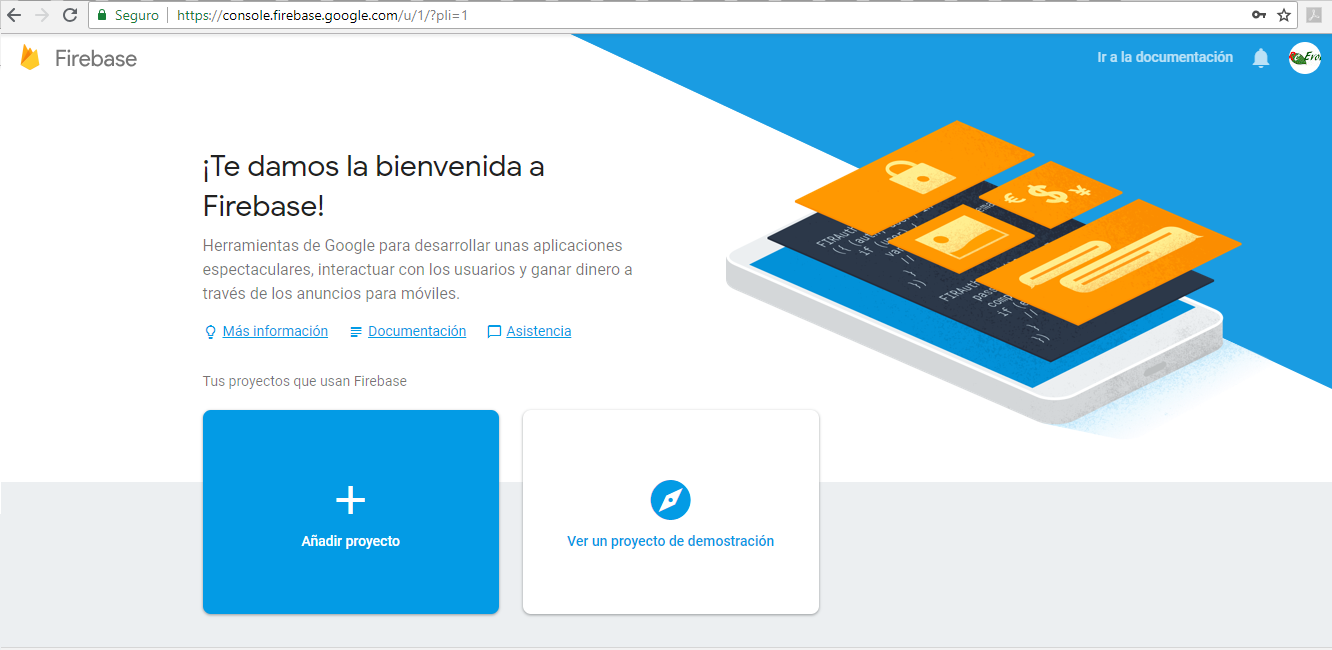 Seguro
https://console.firebase.google.com/u/1/?pli=1
Firebase
Ir a la documentación
¡Te damos la bienvenida a
Firebase!
Herramientas de Google para desarrollar unas aplicaciones
espectaculares, interactuar con los usuarios y ganar dinero a
través de los anuncios para móviles.
Más información
Documentación
Asistencia
Tus proyectos que usan Firebase
Añadir proyecto
Ver un proyecto de demostración